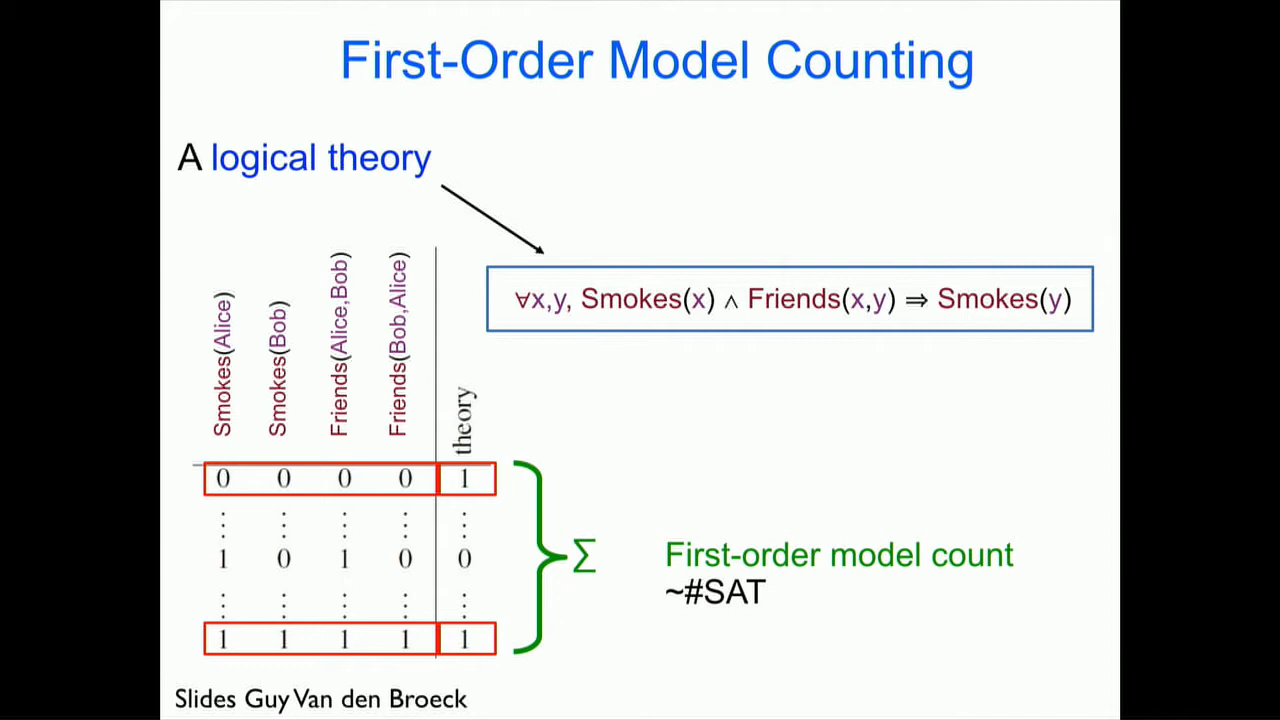 First-Order Model Counting
A logical theory
∀x,y, Smokes(x) ∧ Friends(x,y) ⇒ Smokes(y)
Smokes(Alice)
Smokes(Bob)
Friends(Alice,Bob)
Friends(Bob,Alice)
theory
0 0 0 0 1
⋮ ⋮ ⋮ ⋮ ⋮
1 0 1 0 0
⋮ ⋮ ⋮ ⋮ ⋮
1 1 1 1 1
Σ
First-order model count
~#SAT
Slides Guy Van den Broeck